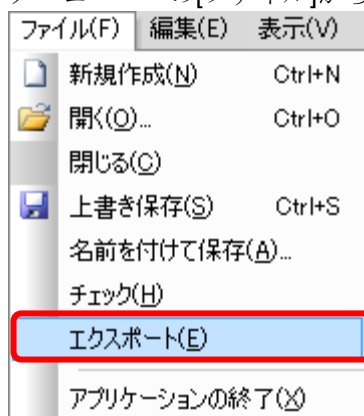 ファイル(F) 編集(E) 表示(V)
新規作成(N) Ctrl+N
開く(O)... Ctrl+O
閉じる(C)
上書き保存(S) Ctrl+S
名前を付けて保存(A)...
チェック(H)
エクスポート(E)
アプリケーションの終了(X)